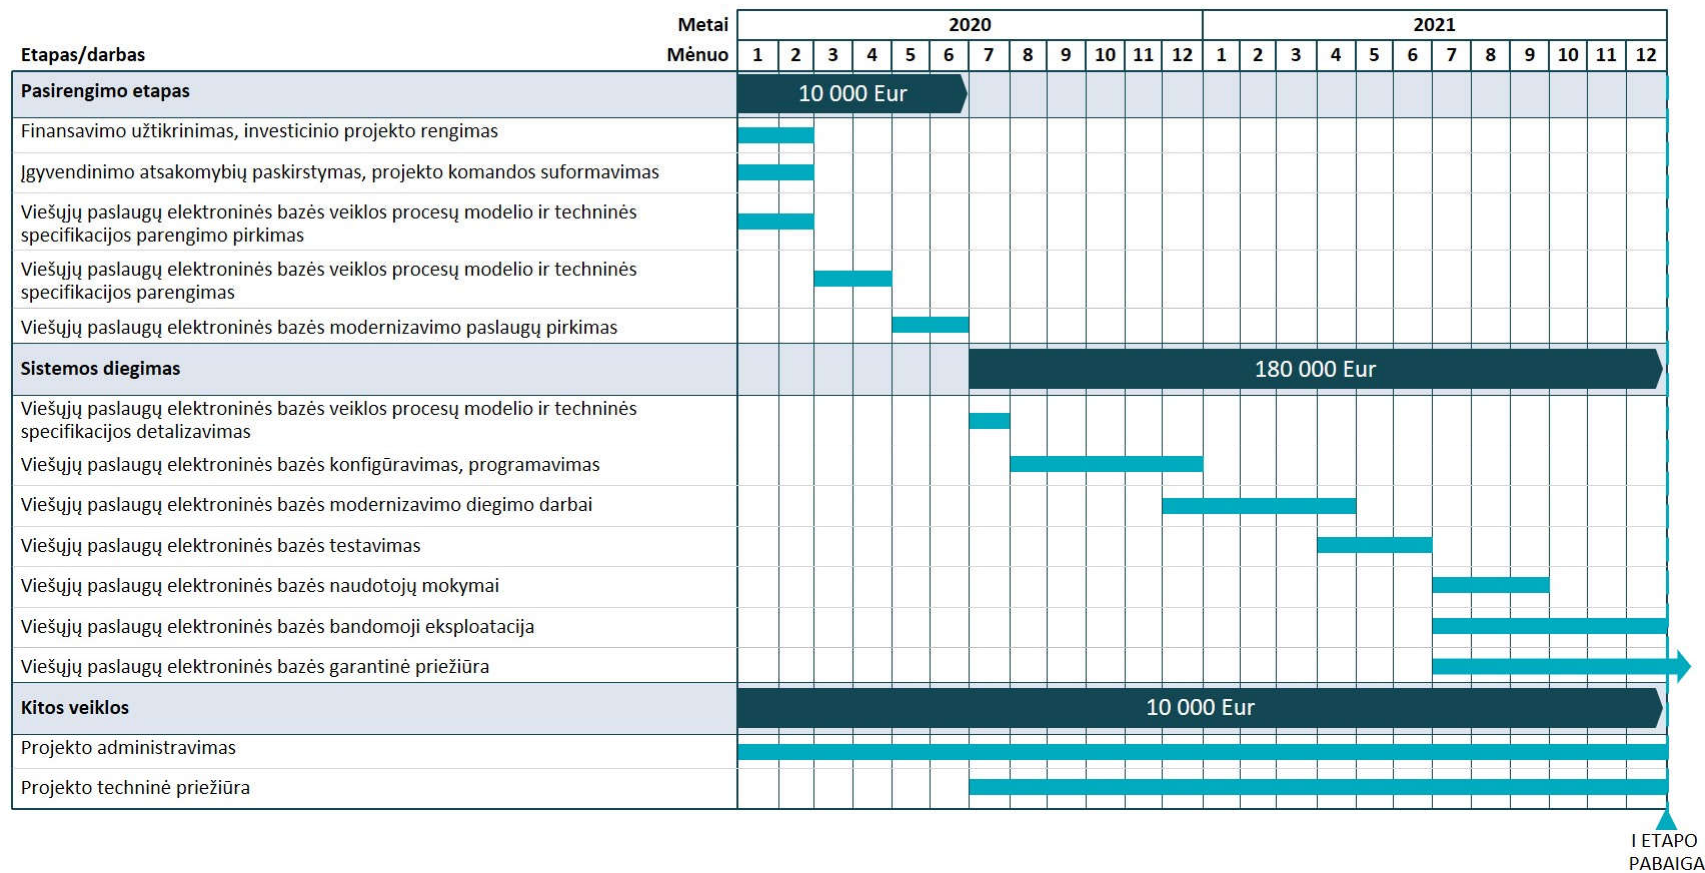 Metai 2020 2021
Etapas/darbas Mėnuo 1 2 3 4 5 6 7 8 9 10 11 12 1 2 3 4 5 6 7 8 9 10 11 12
Pasirengimo etapas 10 000 Eur
Finansavimo užtikrinimas, investicinio projekto rengimas
Įgyvendinimo atsakomybių paskirstymas, projekto komandos suformavimas
Viešųjų paslaugų elektroninės bazės veiklos procesų modelio ir techninės
specifikacijos parengimo pirkimas
Viešųjų paslaugų elektroninės bazės veiklos procesų modelio ir techninės
specifikacijos parengimas
Viešųjų paslaugų elektroninės bazės modernizavimo paslaugų pirkimas
Sistemos diegimas 180 000 Eur
Viešųjų paslaugų elektroninės bazės veiklos procesų modelio ir techninės
specifikacijos detalizavimas
Viešųjų paslaugų elektroninės bazės konfigūravimas, programavimas
Viešųjų paslaugų elektroninės bazės modernizavimo diegimo darbai
Viešųjų paslaugų elektroninės bazės testavimas
Viešųjų paslaugų elektroninės bazės naudotojų mokymai
Viešųjų paslaugų elektroninės bazės bandomoji eksploatacija
Viešųjų paslaugų elektroninės bazės garantinė priežiūra
Kitos veiklos 10 000 Eur
Projekto administravimas
Projekto techninė priežiūra
I ETAPO
PABAIGA